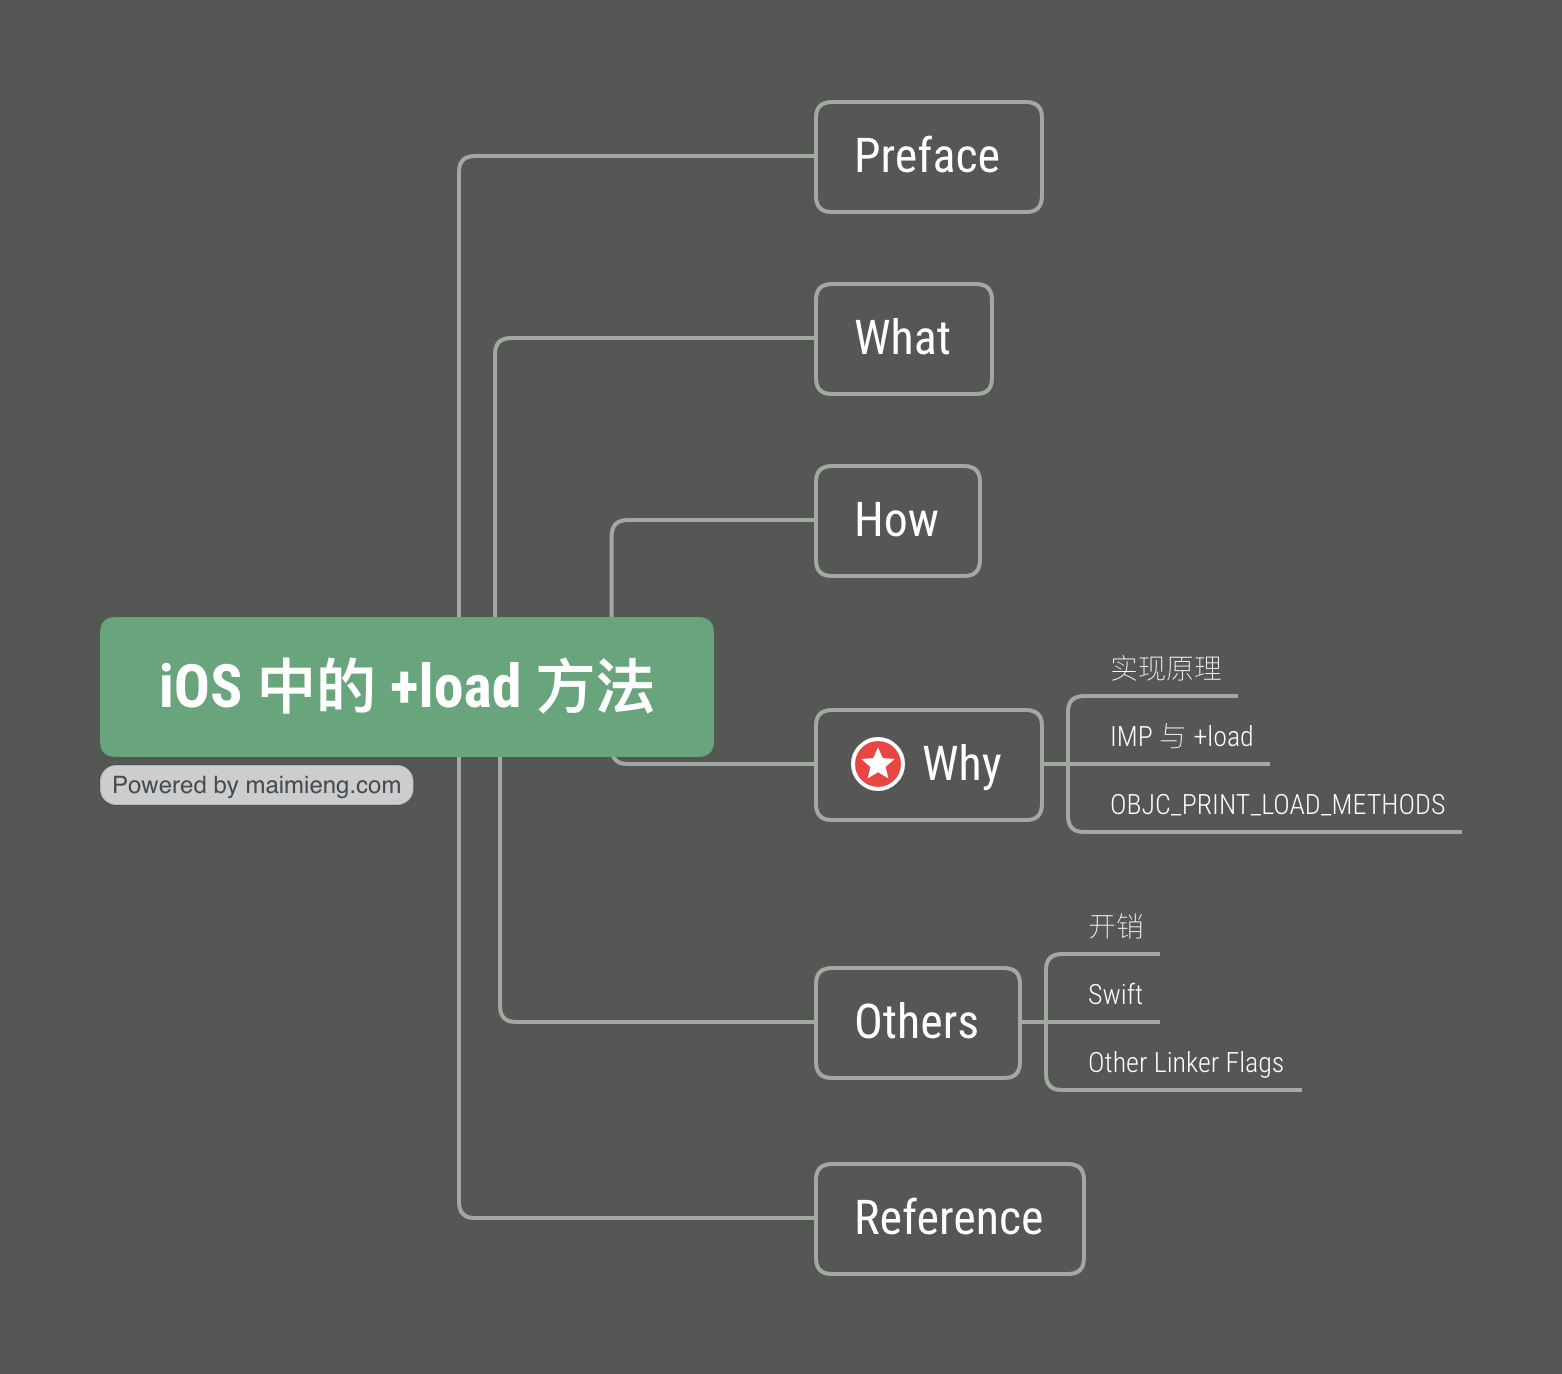 Preface
What
How
iOS 中的 +load 方法
Powered by maimieng.com
Why
实现原理
IMP 与 +load
OBJC_PRINT_LOAD_METHODS
Others
开销
Swift
Other Linker Flags
Reference